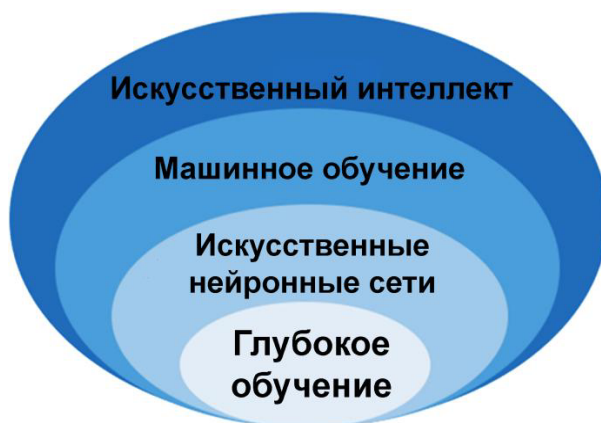 Искусственный интеллект
Машинное обучение
Искусственные
нейронные сети
Глубокое
обучение